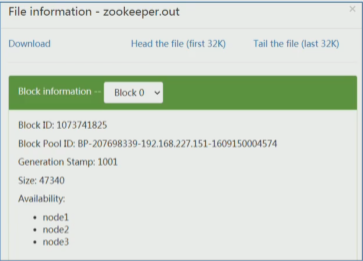 File information - zookeeper.out
×
Download Head the file (first 32K) Tail the file (last 32K)
Block information -- Block 0
Block ID: 1073741825
Block Pool ID: BP-207698339-192.168.227.151-1609150004574
Generation Stamp: 1001
Size: 47340
Availability:
• node1
• node2
• node3